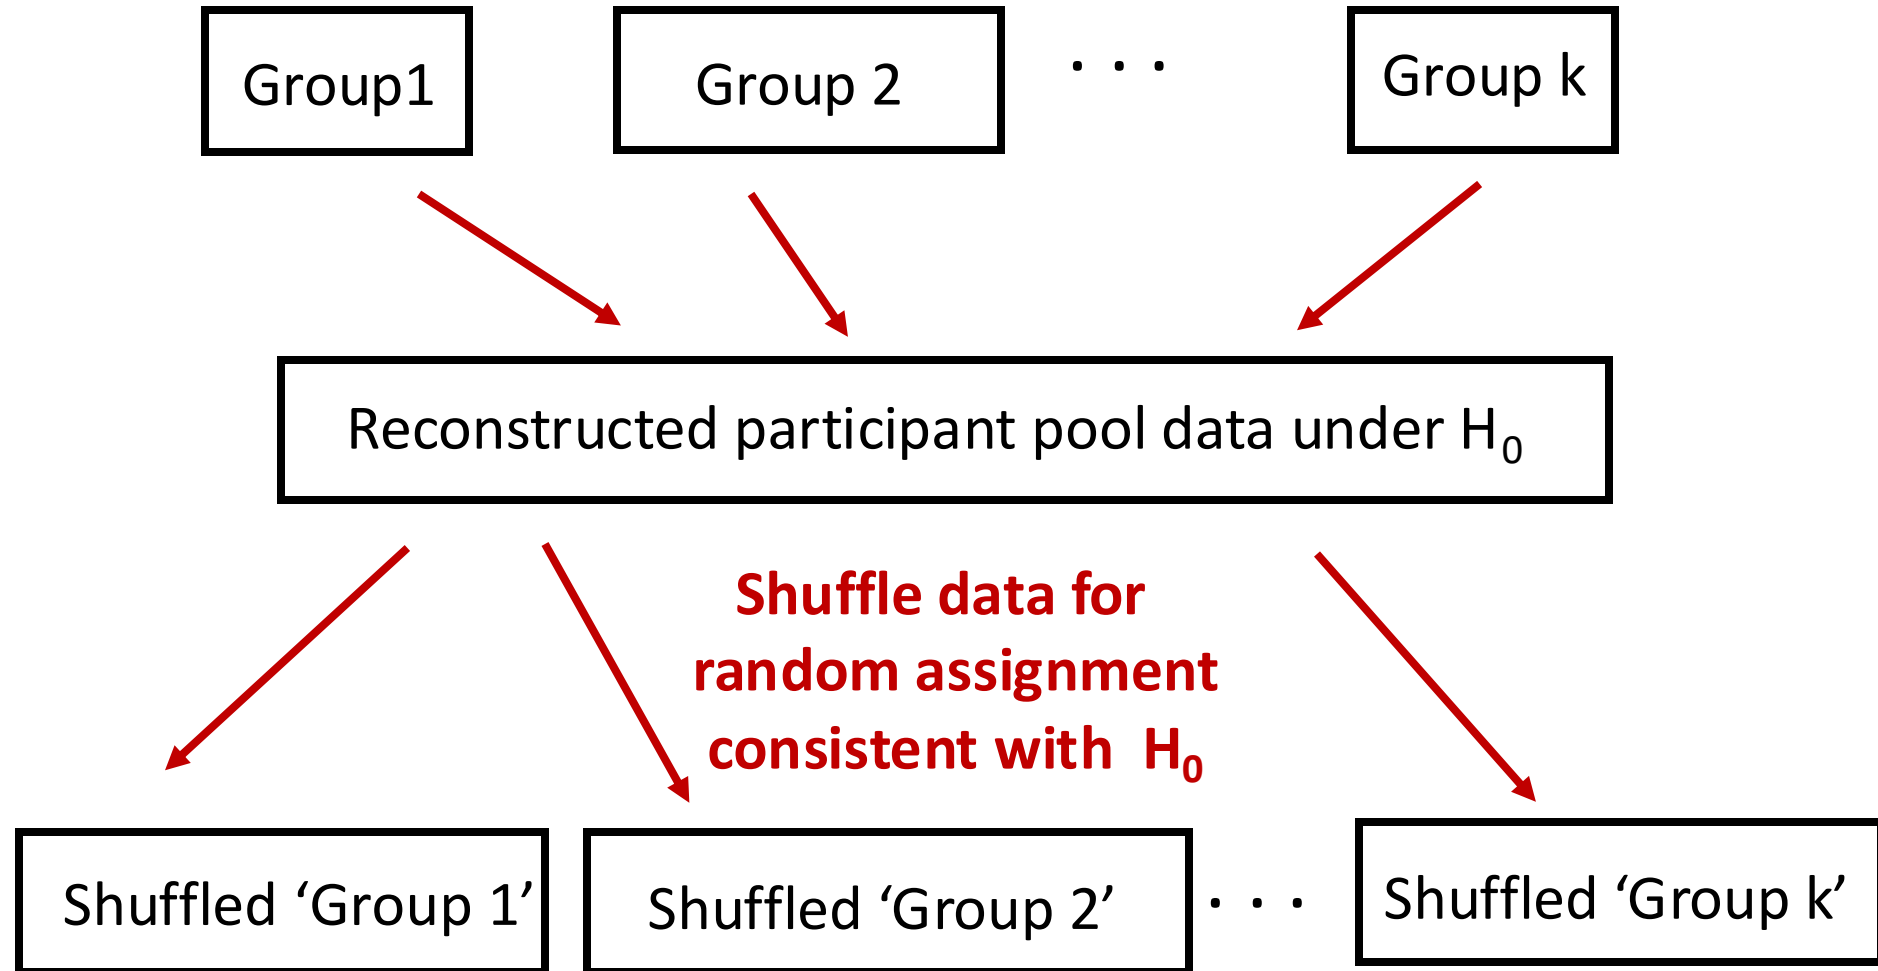 Group1
Group 2
. . .
Group k
Reconstructed participant pool data under H₀
Shuffle data for
random assignment
consistent with H₀
Shuffled ‘Group 1’
Shuffled ‘Group 2’
. . .
Shuffled ‘Group k’